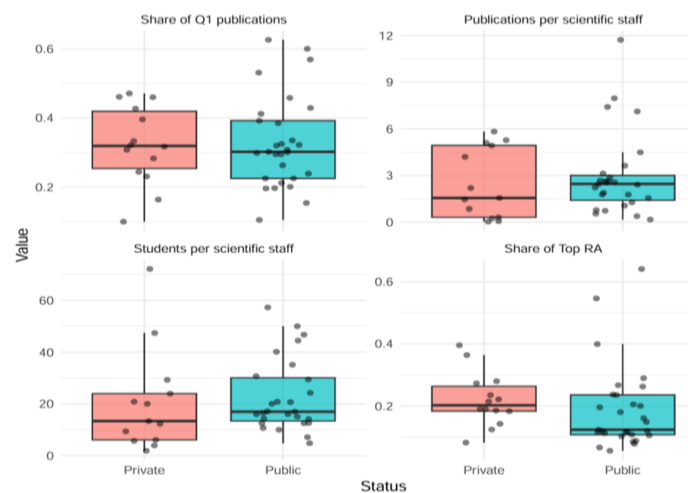 Share of Q1 publications
Publications per scientific staff
0.6
0.4
0.2
12
9
6
3
0
Value
Students per scientific staff
Share of Top RA
60
40
20
0
0.6
0.4
0.2
Private
Public
Private
Public
Status